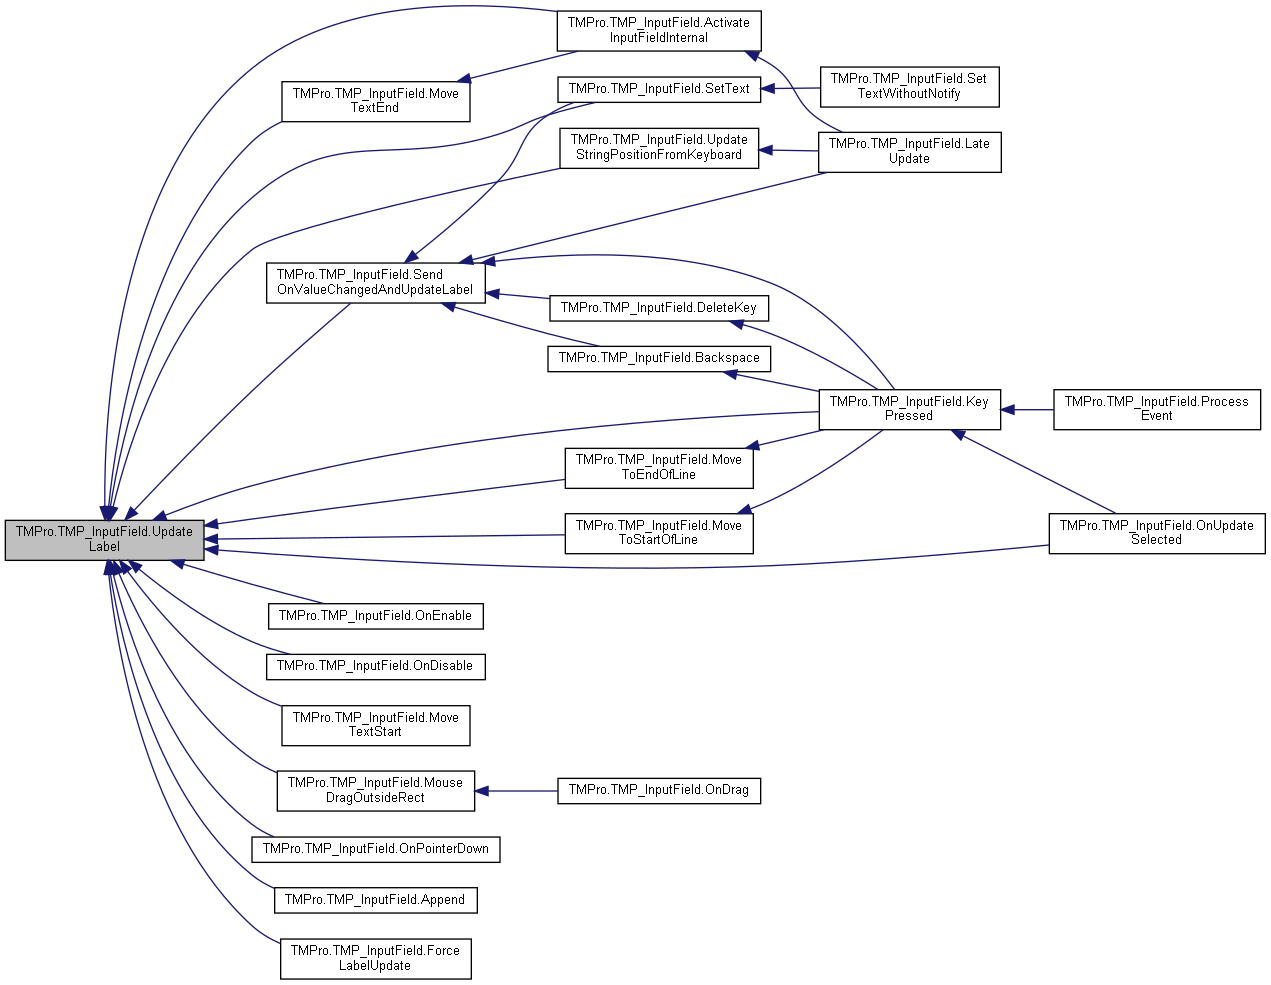 TMPro.TMP_InputField.Activate
InputFieldInternal
TMPro.TMP_InputField.Move
TextEnd
TMPro.TMP_InputField.SetText
TMPro.TMP_InputField.Set
TextWithoutNotify
TMPro.TMP_InputField.Update
StringPositionFromKeyboard
TMPro.TMP_InputField.Late
Update
TMPro.TMP_InputField.Send
OnValueChangedAndUpdateLabel
TMPro.TMP_InputField.DeleteKey
TMPro.TMP_InputField.Backspace
TMPro.TMP_InputField.Key
Pressed
TMPro.TMP_InputField.Process
Event
TMPro.TMP_InputField.Move
ToEndOfLine
TMPro.TMP_InputField.Update
Label
TMPro.TMP_InputField.Move
ToStartOfLine
TMPro.TMP_InputField.OnUpdate
Selected
TMPro.TMP_InputField.OnEnable
TMPro.TMP_InputField.OnDisable
TMPro.TMP_InputField.Move
TextStart
TMPro.TMP_InputField.Mouse
DragOutsideRect
TMPro.TMP_InputField.OnDrag
TMPro.TMP_InputField.OnPointerDown
TMPro.TMP_InputField.Append
TMPro.TMP_InputField.Force
LabelUpdate